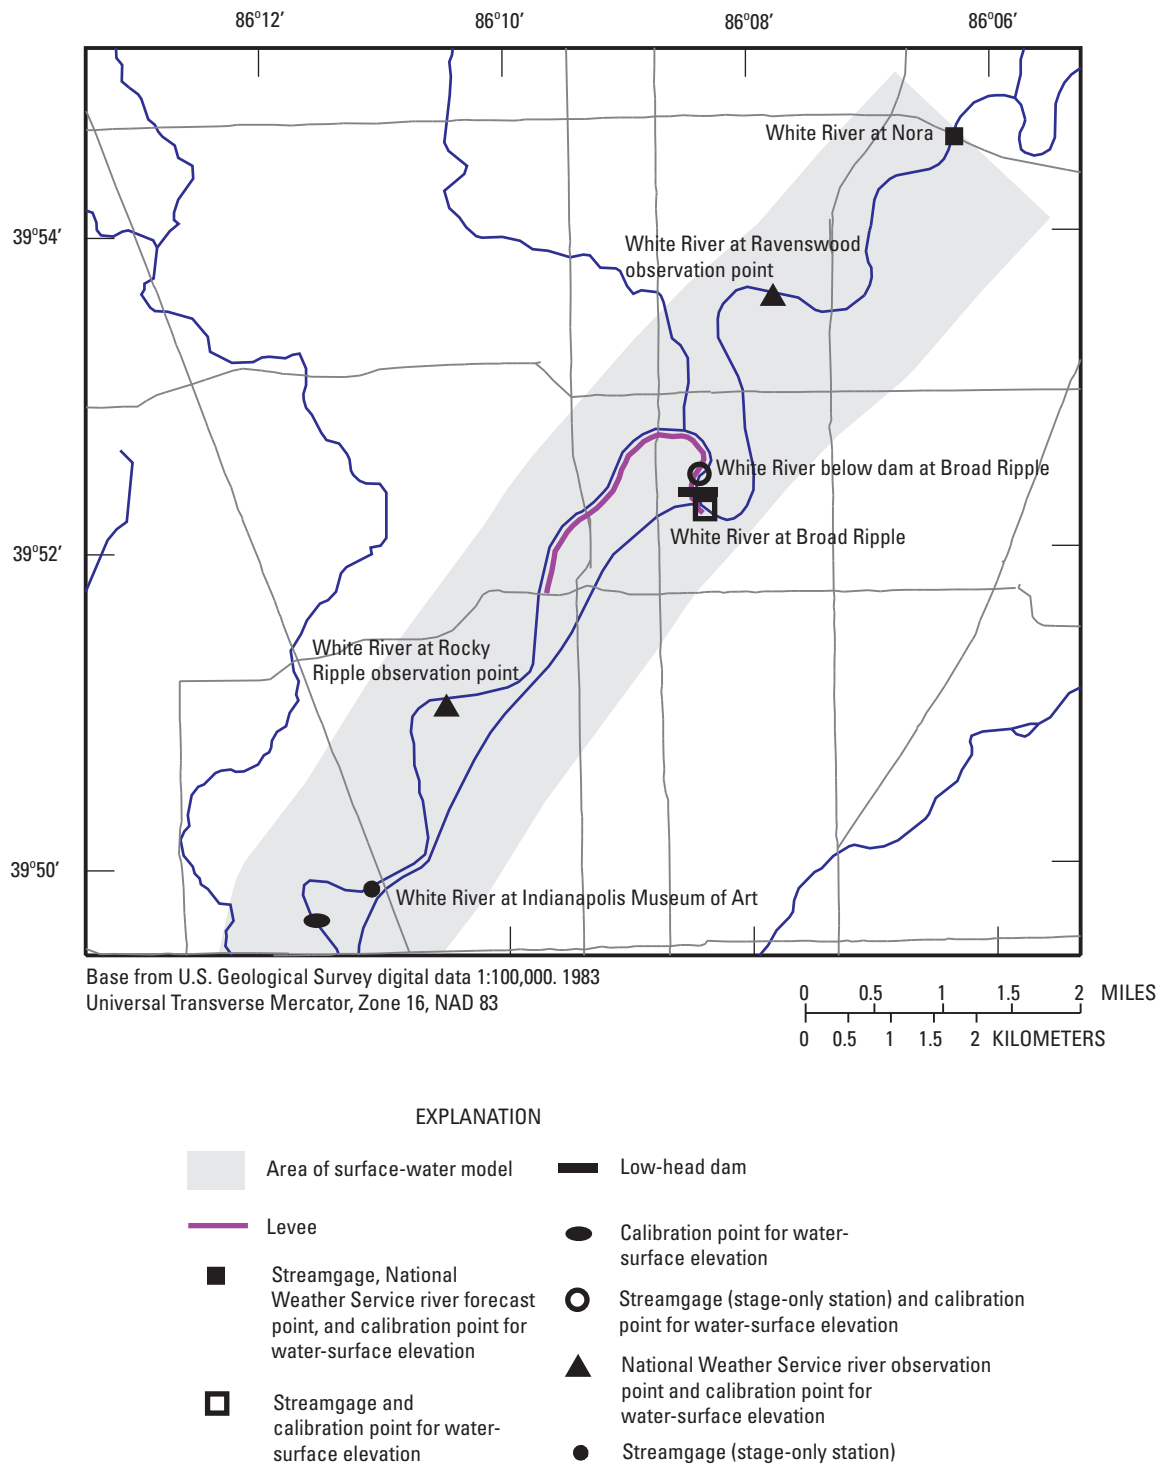 86°12′
86°10′
86°08′
86°06′
White River at Nora
39°54′
White River at Ravenswood
observation point
White River below dam at Broad Ripple
White River at Broad Ripple
39°52′
White River at Rocky
Ripple observation point
39°50′
White River at Indianapolis Museum of Art
Base from U.S. Geological Survey digital data 1:100,000. 1983
Universal Transverse Mercator, Zone 16, NAD 83
0 0.5 1 1.5 2 MILES
0 0.5 1 1.5 2 KILOMETERS
EXPLANATION
Area of surface-water model
Levee
Streamgage, National
Weather Service river forecast
point, and calibration point for
water-surface elevation
Streamgage and
calibration point for water-
surface elevation
Low-head dam
Calibration point for water-
surface elevation
Streamgage (stage-only station) and calibration
point for water-surface elevation
National Weather Service river observation
point and calibration point for
water-surface elevation
Streamgage (stage-only station)